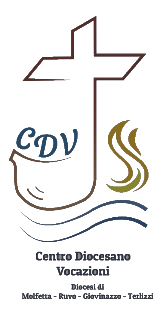 CDV
Centro Diocesano
Vocazioni
Diocesi di
Molfetta - Ruvo - Giovinazzo - Terlizzi